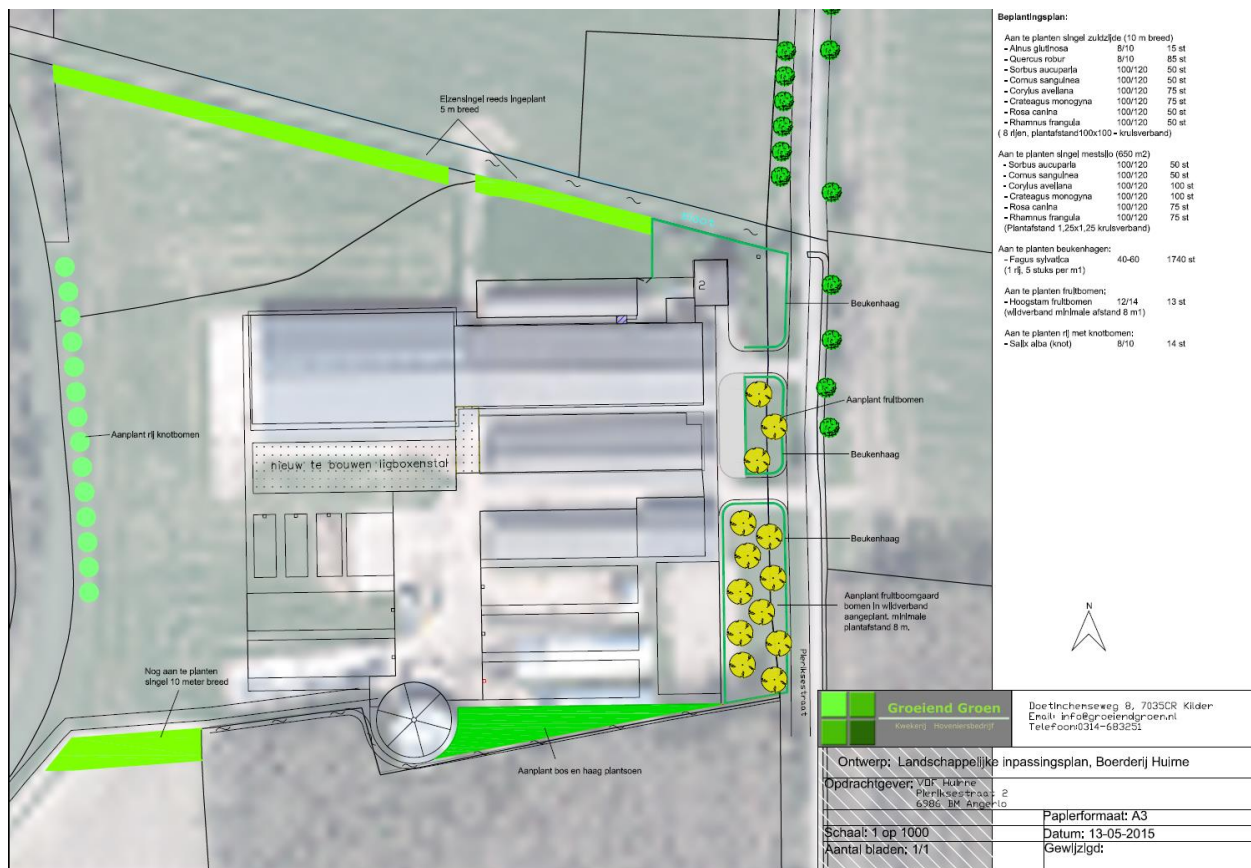 Beplantingsplan:
Aan te planten singel zuidzijde (10 m breed)
- Alnus glutinosa 8/10 15 st
- Quercus robur 8/10 85 st
- Sorbus aucuparia 100/120 50 st
- Cornus sanguinea 100/120 50 st
- Corylus avellana 100/120 75 st
- Crateagus monogyna 100/120 75 st
- Rosa canina 100/120 50 st
- Rhamnus frangula 100/120 50 st
( 8 rijen, plantafstand100x100 - kruisverband)
Aan te planten singel mestsilo (650 m2)
- Sorbus aucuparia 100/120 50 st
- Cornus sanguinea 100/120 50 st
- Corylus avellana 100/120 100 st
- Crateagus monogyna 100/120 100 st
- Rosa canina 100/120 75 st
- Rhamnus frangula 100/120 75 st
(Plantafstand 1,25x1,25 kruisverband)
Aan te planten beukenhagen:
- Fagus sylvatica 40-60 1740 st
(1 rij, 5 stuks per m1)
Aan te planten fruitbomen:
- Hoogstam fruitbomen 12/14 13 st
(wildverband minimale afstand 8 m1)
Aan te planten rij met knotbomen:
- Salix alba (knot) 8/10 14 st
Elzensingel reeds ingeplant
5 m breed
2
Beukenhaag
Aanplant fruitbomen
Aanplant rij knotbomen
Beukenhaag
nieuw te bouwen ligboxenstal
Beukenhaag
Aanplant fruitboomgaard
bomen in wildverband
aangeplant. minimale
plantafstand 8 m.
N
Nog aan te planten
singel 10 meter breed
Pieriksestraat
Aanplant bos en haag plantsoen
Groeiend Groen
Kwekerij Hoveniersbedrijf
Doetinchemseweg 8, 7035CR Kilder
Email: info@groeiendgroen.nl
Telefoon:0314-683251
Ontwerp: Landschappelijke inpassingsplan, Boerderij Huirne
Opdrachtgever: VOF Huirne
Pieriksestraat 2
6986 BM Angerlo
Papierformaat: A3
Schaal: 1 op 1000
Datum: 13-05-2015
Aantal bladen: 1/1
Gewijzigd: